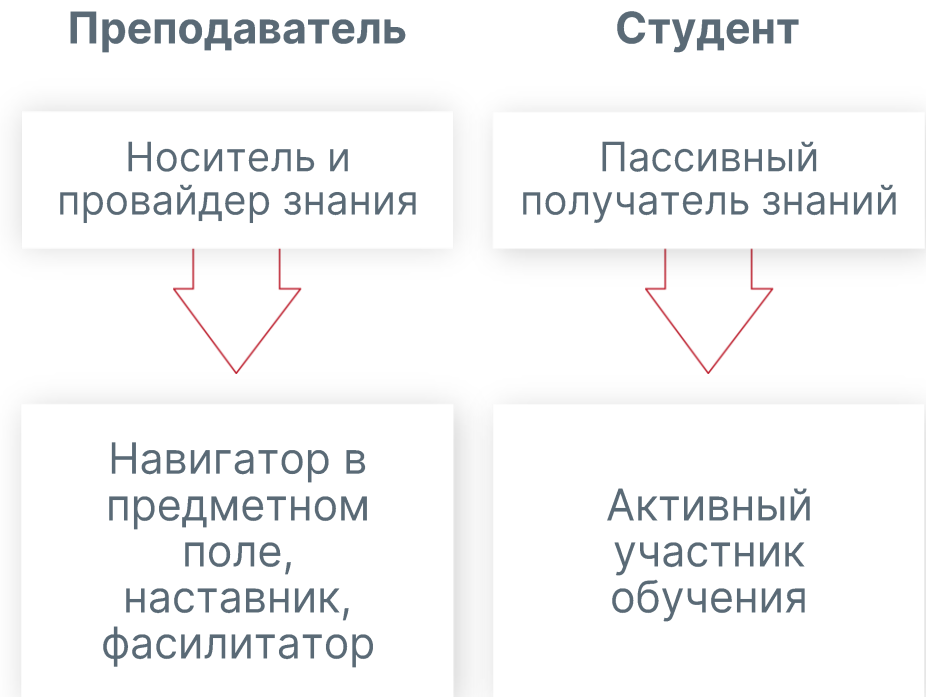 Преподаватель
Студент
Носитель и
провайдер знания
Пассивный
получатель знаний
Навигатор в
предметном
поле,
наставник,
фасилитатор
Активный
участник
обучения